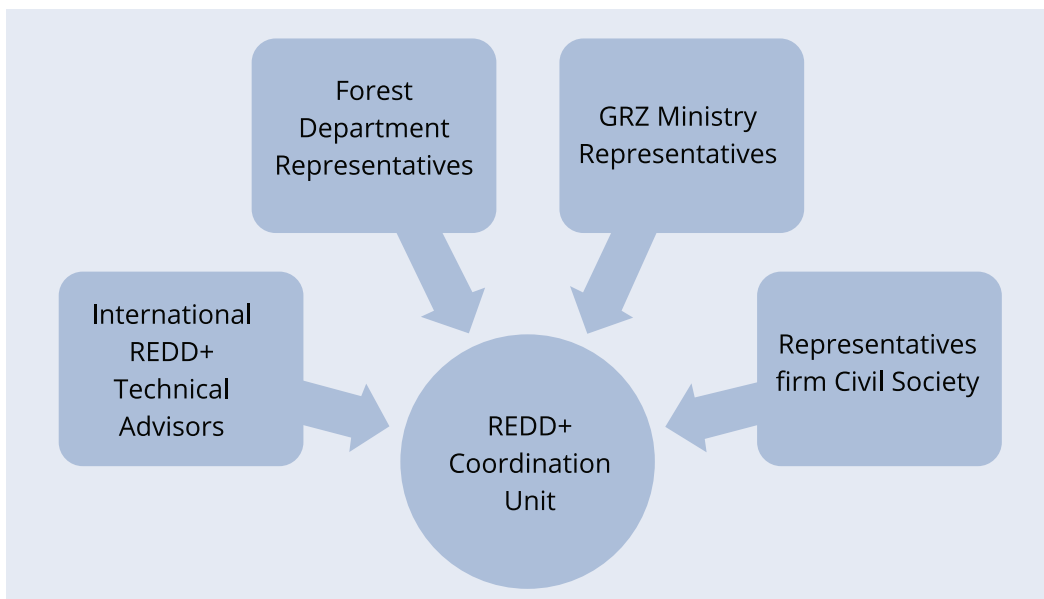 Forest
Department
Representatives
GRZ Ministry
Representatives
International
REDD+
Technical
Advisors
Representatives
firm Civil Society
REDD+
Coordination
Unit